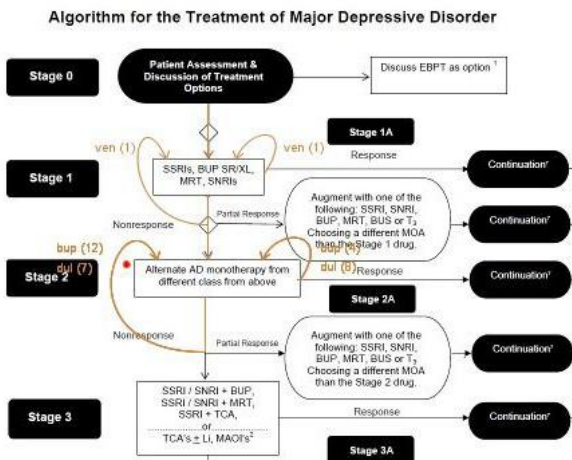 Algorithm for the Treatment of Major Depressive Disorder
Stage 0
Patient Assessment &
Discussion of Treatment
Options
Discuss EBPT as option 1
ven (1)
ven (1)
Stage 1A
Stage 1
SSRIs, BUP SR/XL,
MRT, SNRIs
Response
Continuation
Nonresponse
Partial Response
Augment with one of the
following: SSRI, SNRI,
BUP, MRT, BUS or T3
Choosing a different MOA
than the Stage 1 drug.
Continuation
bup (12)
dul (7)
bup (4)
dul (8)
Stage 2
Alternate AD monotherapy from
different class from above
Response
Continuation
Stage 2A
Nonresponse
Partial Response
Augment with one of the
following: SSRI, SNRI,
BUP, MRT, BUS or T3
Choosing a different MOA
than the Stage 2 drug.
Continuation
Stage 3
SSRI / SNRI + BUP,
SSRI / SNRI + MRT,
SSRI + TCA,
or
TCA's ± Li, MAOI's2
Response
Continuation
Stage 3A